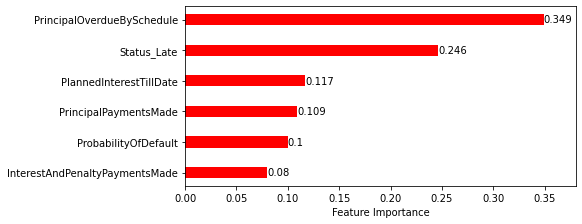 PrincipalOverdueBySchedule 0.349
Status_Late 0.246
PlannedInterestTillDate 0.117
PrincipalPaymentsMade 0.109
ProbabilityOfDefault 0.1
InterestAndPenaltyPaymentsMade 0.08
0.00 0.05 0.10 0.15 0.20 0.25 0.30 0.35
Feature Importance